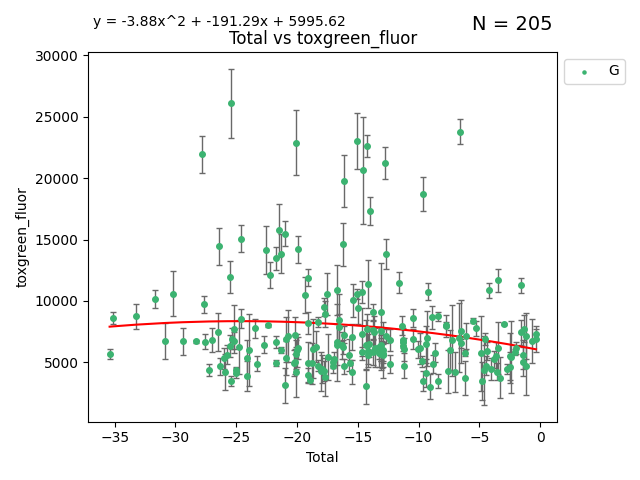 y = -3.88x^2 + -191.29x + 5995.62
N = 205
Total vs toxgreen_fluor
G
toxgreen_fluor
30000
25000
20000
15000
10000
5000
−35
−30
−25
−20
−15
−10
−5
0
Total